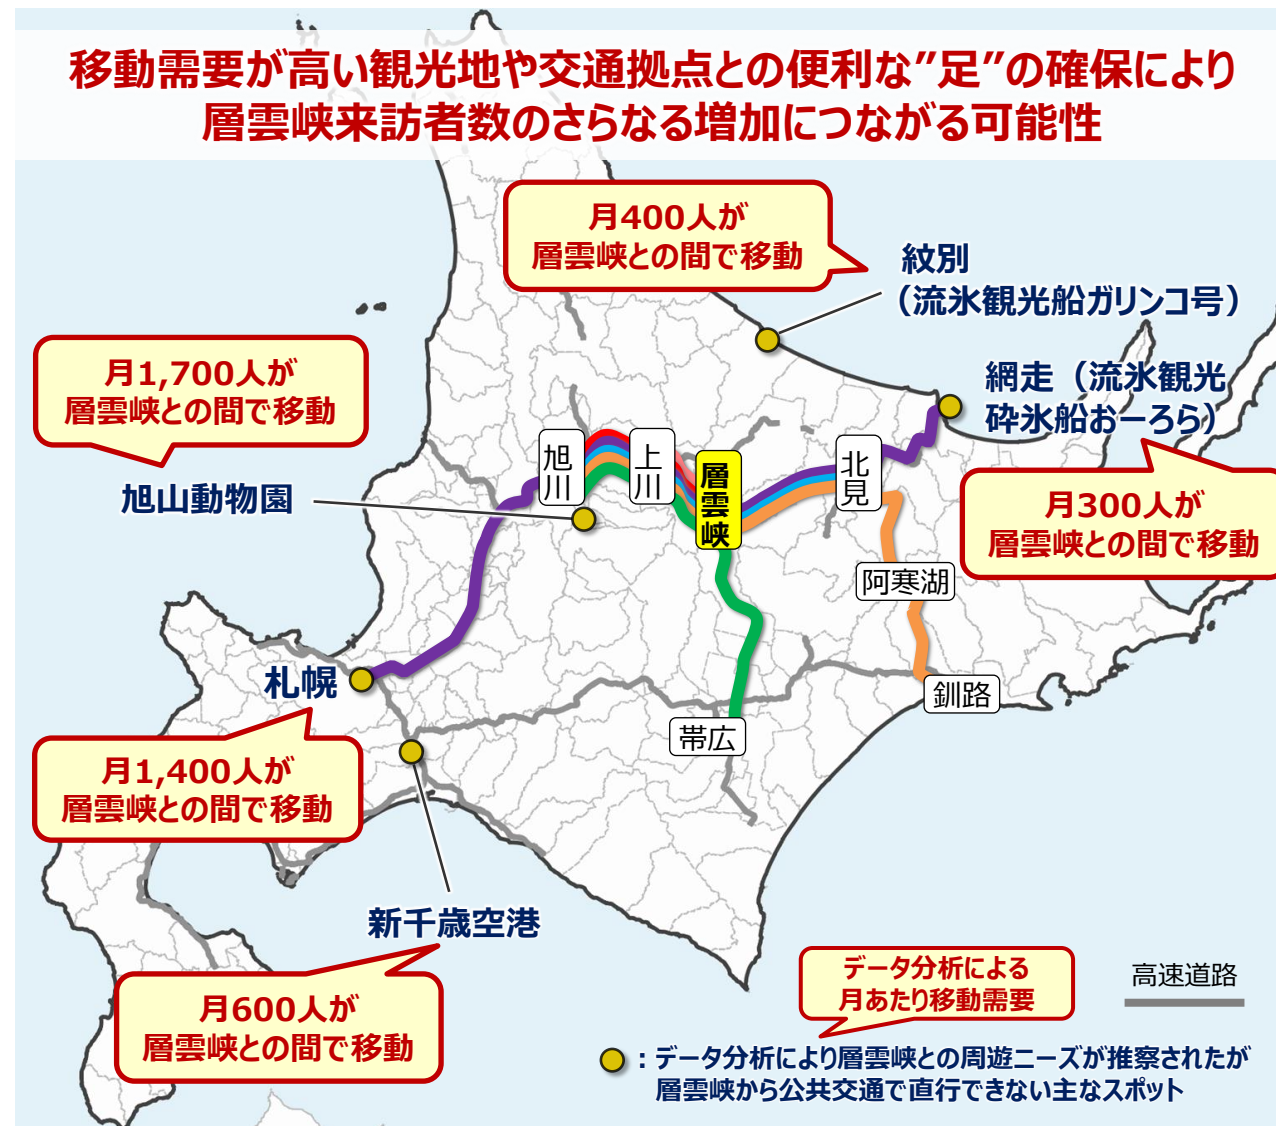 移動需要が高い観光地や交通拠点との便利な”足”の確保により
層雲峡来訪者数のさらなる増加につながる可能性
月400人が
層雲峡との間で移動
紋別
（流氷観光船ガリンコ号）
月1,700人が
層雲峡との間で移動
網走（流氷観光
砕氷船おーろら）
旭川
上川
層雲峡
北見
旭山動物園
月300人が
層雲峡との間で移動
阿寒湖
札幌
釧路
帯広
月1,400人が
層雲峡との間で移動
新千歳空港
月600人が
層雲峡との間で移動
データ分析による
月あたり移動需要
高速道路
：データ分析により層雲峡との周遊ニーズが推察されたが
層雲峡から公共交通で直行できない主なスポット